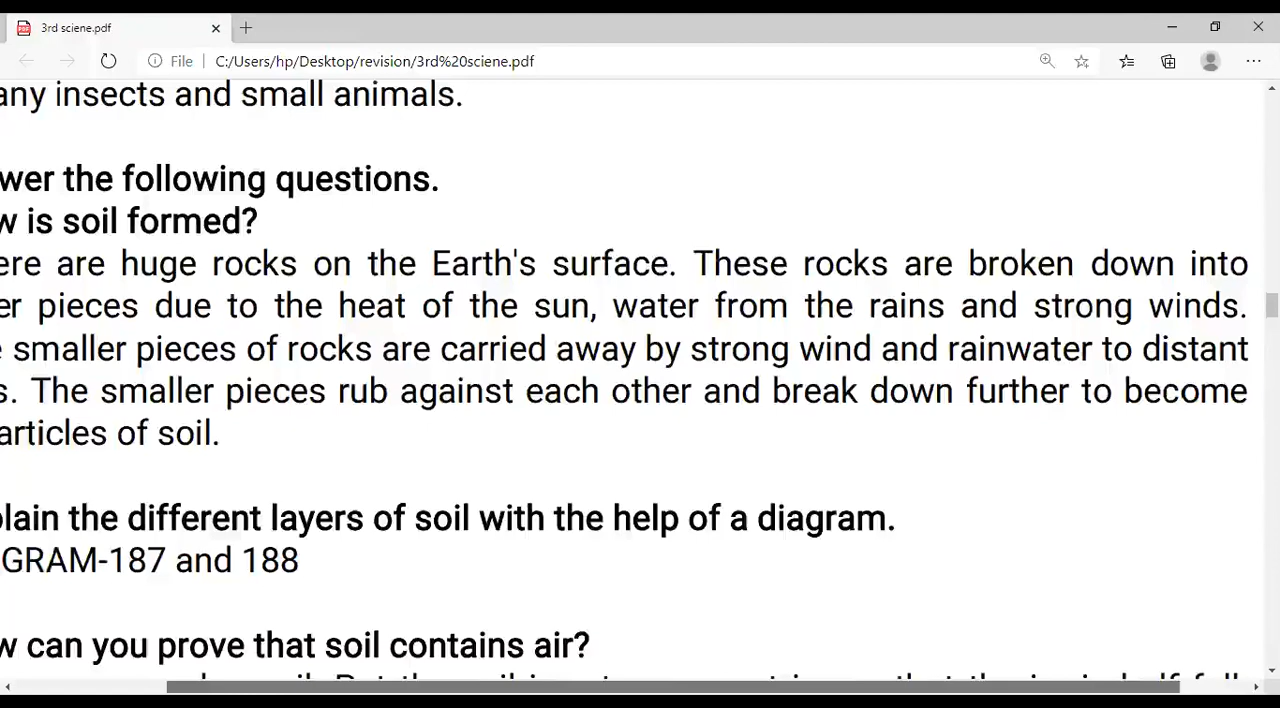 3rd sciene.pdf
File C:/Users/hp/Desktop/revision/3rd%20sciene.pdf
any insects and small animals.
wer the following questions.
w is soil formed?
ere are huge rocks on the Earth's surface. These rocks are broken down into
er pieces due to the heat of the sun, water from the rains and strong winds.
e smaller pieces of rocks are carried away by strong wind and rainwater to distant
s. The smaller pieces rub against each other and break down further to become
articles of soil.
plain the different layers of soil with the help of a diagram.
GRAM-187 and 188
w can you prove that soil contains air?